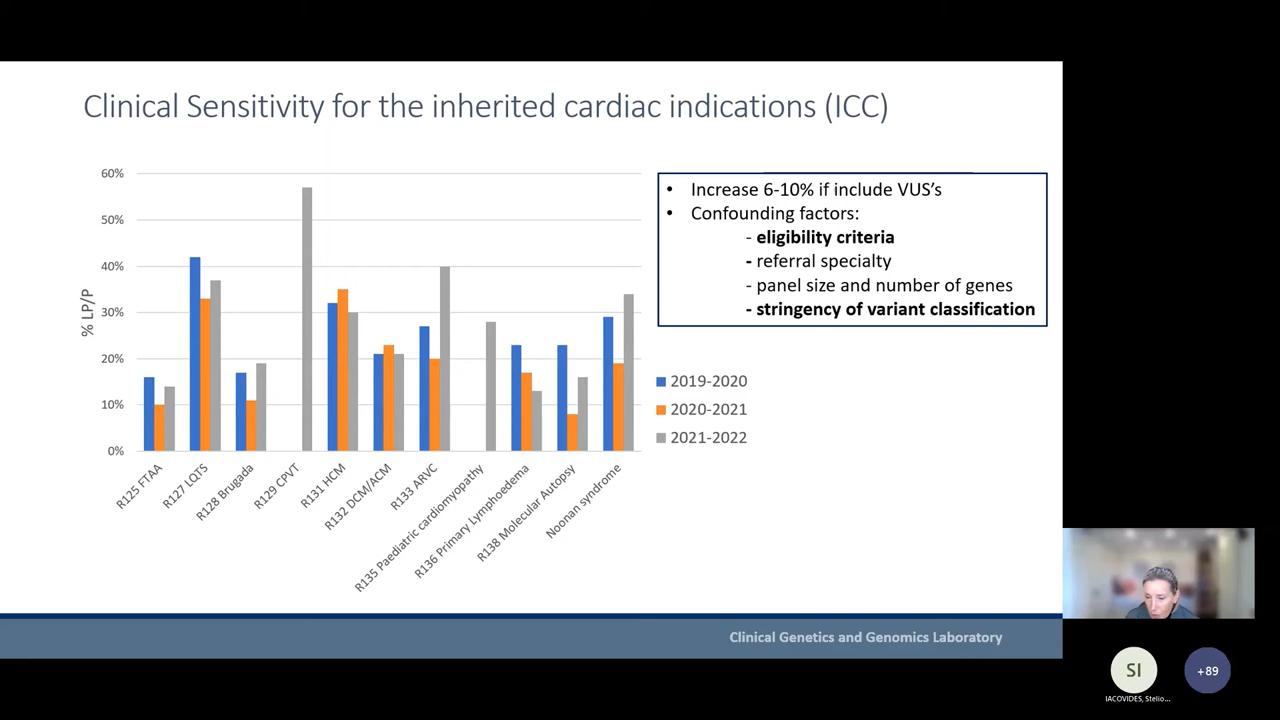 Clinical Sensitivity for the inherited cardiac indications (ICC)
60%
50%
40%
30%
20%
10%
0%
% LP/P
R125 FTAA
R127 LQTS
R128 Brugada
R129 CPVT
R131 HCM
R132 DCM/ACM
R133 ARVC
R135 Paediatric cardiomyopathy
R136 Primary Lymphoedema
R138 Molecular Autopsy
Noonan syndrome
• Increase 6-10% if include VUS's
• Confounding factors:
- eligibility criteria
- referral specialty
- panel size and number of genes
- stringency of variant classification
2019-2020
2020-2021
2021-2022
Clinical Genetics and Genomics Laboratory
SI
+89
IACOVIDES, Stelio...